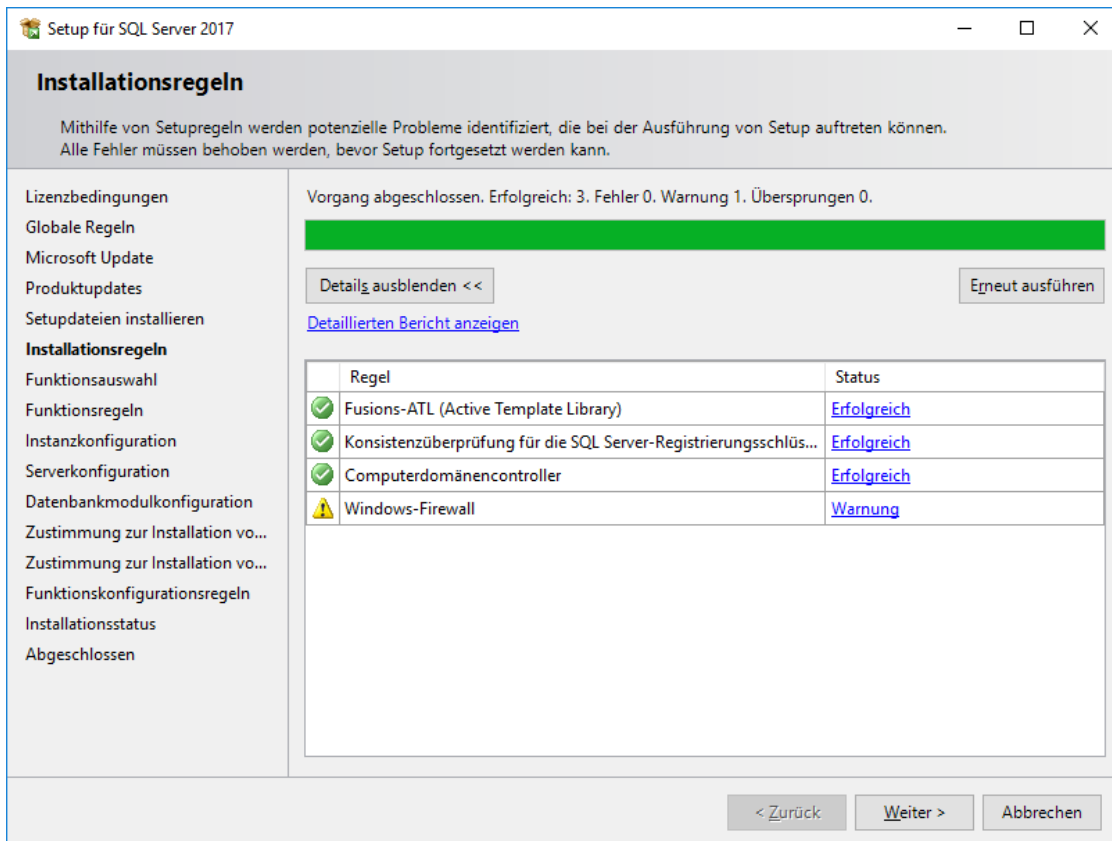 Setup für SQL Server 2017
Installationsregeln
Mithilfe von Setupregeln werden potenzielle Probleme identifiziert, die bei der Ausführung von Setup auftreten können.
Alle Fehler müssen behoben werden, bevor Setup fortgesetzt werden kann.
Lizenzbedingungen
Globale Regeln
Microsoft Update
Produktupdates
Setupdateien installieren
Installationsregeln
Funktionsauswahl
Funktionsregeln
Instanzkonfiguration
Serverkonfiguration
Datenbankmodulkonfiguration
Zustimmung zur Installation vo...
Zustimmung zur Installation vo...
Funktionskonfigurationsregeln
Installationsstatus
Abgeschlossen
Vorgang abgeschlossen. Erfolgreich: 3. Fehler 0. Warnung 1. Übersprungen 0.
Details ausblenden <<
Erneut ausführen
Detaillierten Bericht anzeigen
Regel Status
Fusions-ATL (Active Template Library) Erfolgreich
Konsistenzüberprüfung für die SQL Server-Registrierungsschlüs... Erfolgreich
Computerdomänencontroller Erfolgreich
Windows-Firewall Warnung
< Zurück Weiter > Abbrechen